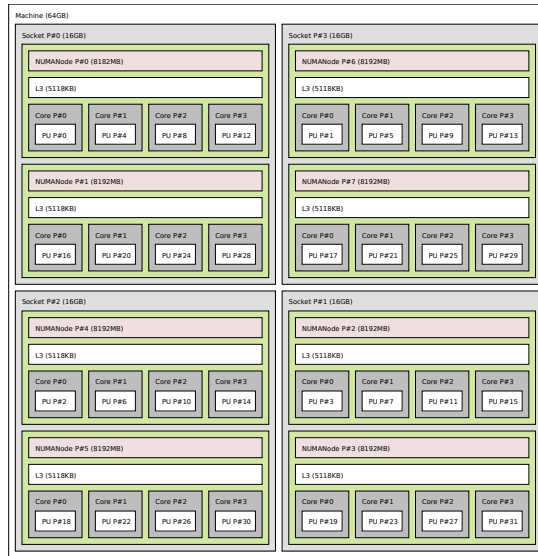 Machine (64GB)
Socket P#0 (16GB)
NUMANode P#0 (8182MB)
L3 (5118KB)
Core P#0 Core P#1 Core P#2 Core P#3
PU P#0 PU P#4 PU P#8 PU P#12
NUMANode P#1 (8192MB)
L3 (5118KB)
Core P#0 Core P#1 Core P#2 Core P#3
PU P#16 PU P#20 PU P#24 PU P#28
Socket P#3 (16GB)
NUMANode P#6 (8192MB)
L3 (5118KB)
Core P#0 Core P#1 Core P#2 Core P#3
PU P#1 PU P#5 PU P#9 PU P#13
NUMANode P#7 (8192MB)
L3 (5118KB)
Core P#0 Core P#1 Core P#2 Core P#3
PU P#17 PU P#21 PU P#25 PU P#29
Socket P#2 (16GB)
NUMANode P#4 (8192MB)
L3 (5118KB)
Core P#0 Core P#1 Core P#2 Core P#3
PU P#2 PU P#6 PU P#10 PU P#14
NUMANode P#5 (8192MB)
L3 (5118KB)
Core P#0 Core P#1 Core P#2 Core P#3
PU P#18 PU P#22 PU P#26 PU P#30
Socket P#1 (16GB)
NUMANode P#2 (8192MB)
L3 (5118KB)
Core P#0 Core P#1 Core P#2 Core P#3
PU P#3 PU P#7 PU P#11 PU P#15
NUMANode P#3 (8192MB)
L3 (5118KB)
Core P#0 Core P#1 Core P#2 Core P#3
PU P#19 PU P#23 PU P#27 PU P#31